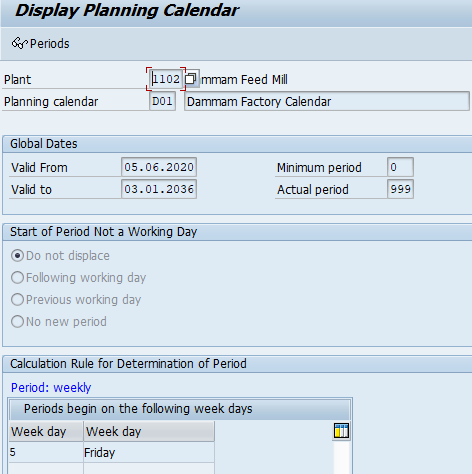 Display Planning Calendar
Periods
Plant 1102 mmam Feed Mill
Planning calendar D01 Dammam Factory Calendar
Global Dates
Valid From 05.06.2020 Minimum period 0
Valid to 03.01.2036 Actual period 999
Start of Period Not a Working Day
Do not displace
Following working day
Previous working day
No new period
Calculation Rule for Determination of Period
Period: weekly
Periods begin on the following week days
Week day Week day
5 Friday